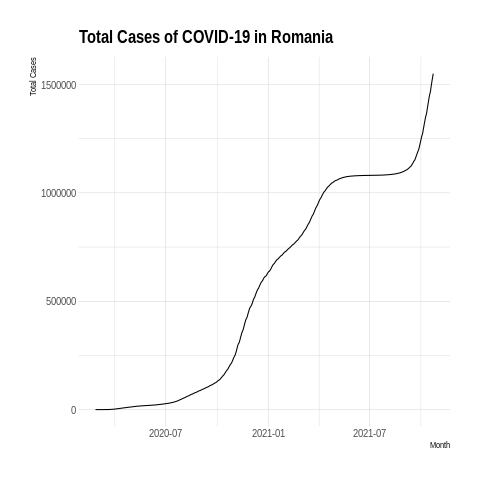 Total Cases of COVID-19 in Romania
Total Cases
1500000
1000000
500000
0
2020-07 2021-01 2021-07
Month